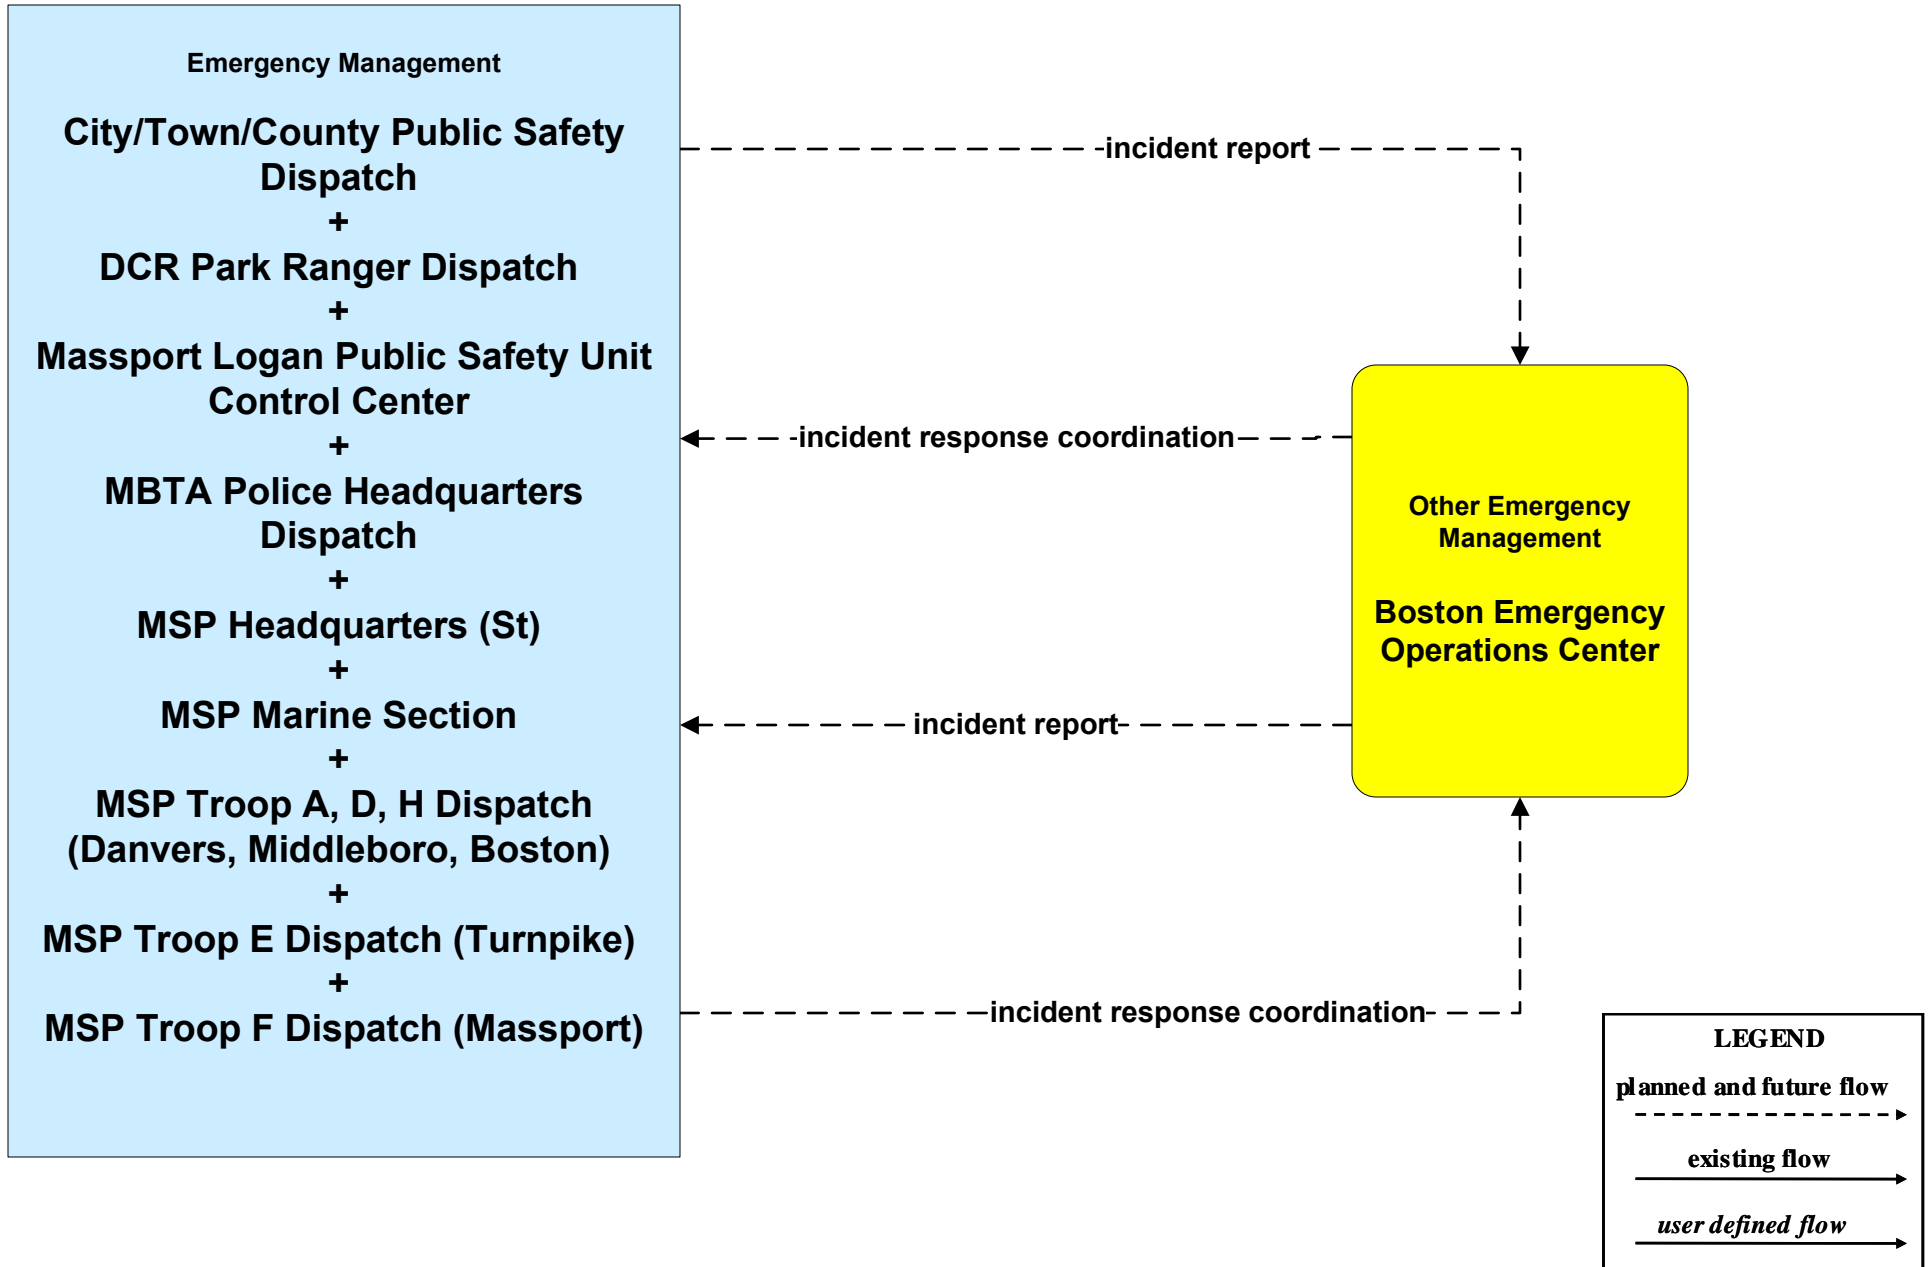 Emergency Management
City/Town/County Public Safety
Dispatch
+
DCR Park Ranger Dispatch
+
Massport Logan Public Safety Unit
Control Center
+
MBTA Police Headquarters
Dispatch
+
MSP Headquarters (St)
+
MSP Marine Section
+
MSP Troop A, D, H Dispatch
(Danvers, Middleboro, Boston)
+
MSP Troop E Dispatch (Turnpike)
+
MSP Troop F Dispatch (Massport)
incident report
incident response coordination
incident report
incident response coordination
Other Emergency
Management
Boston Emergency
Operations Center
LEGEND
planned and future flow
existing flow
user defined flow